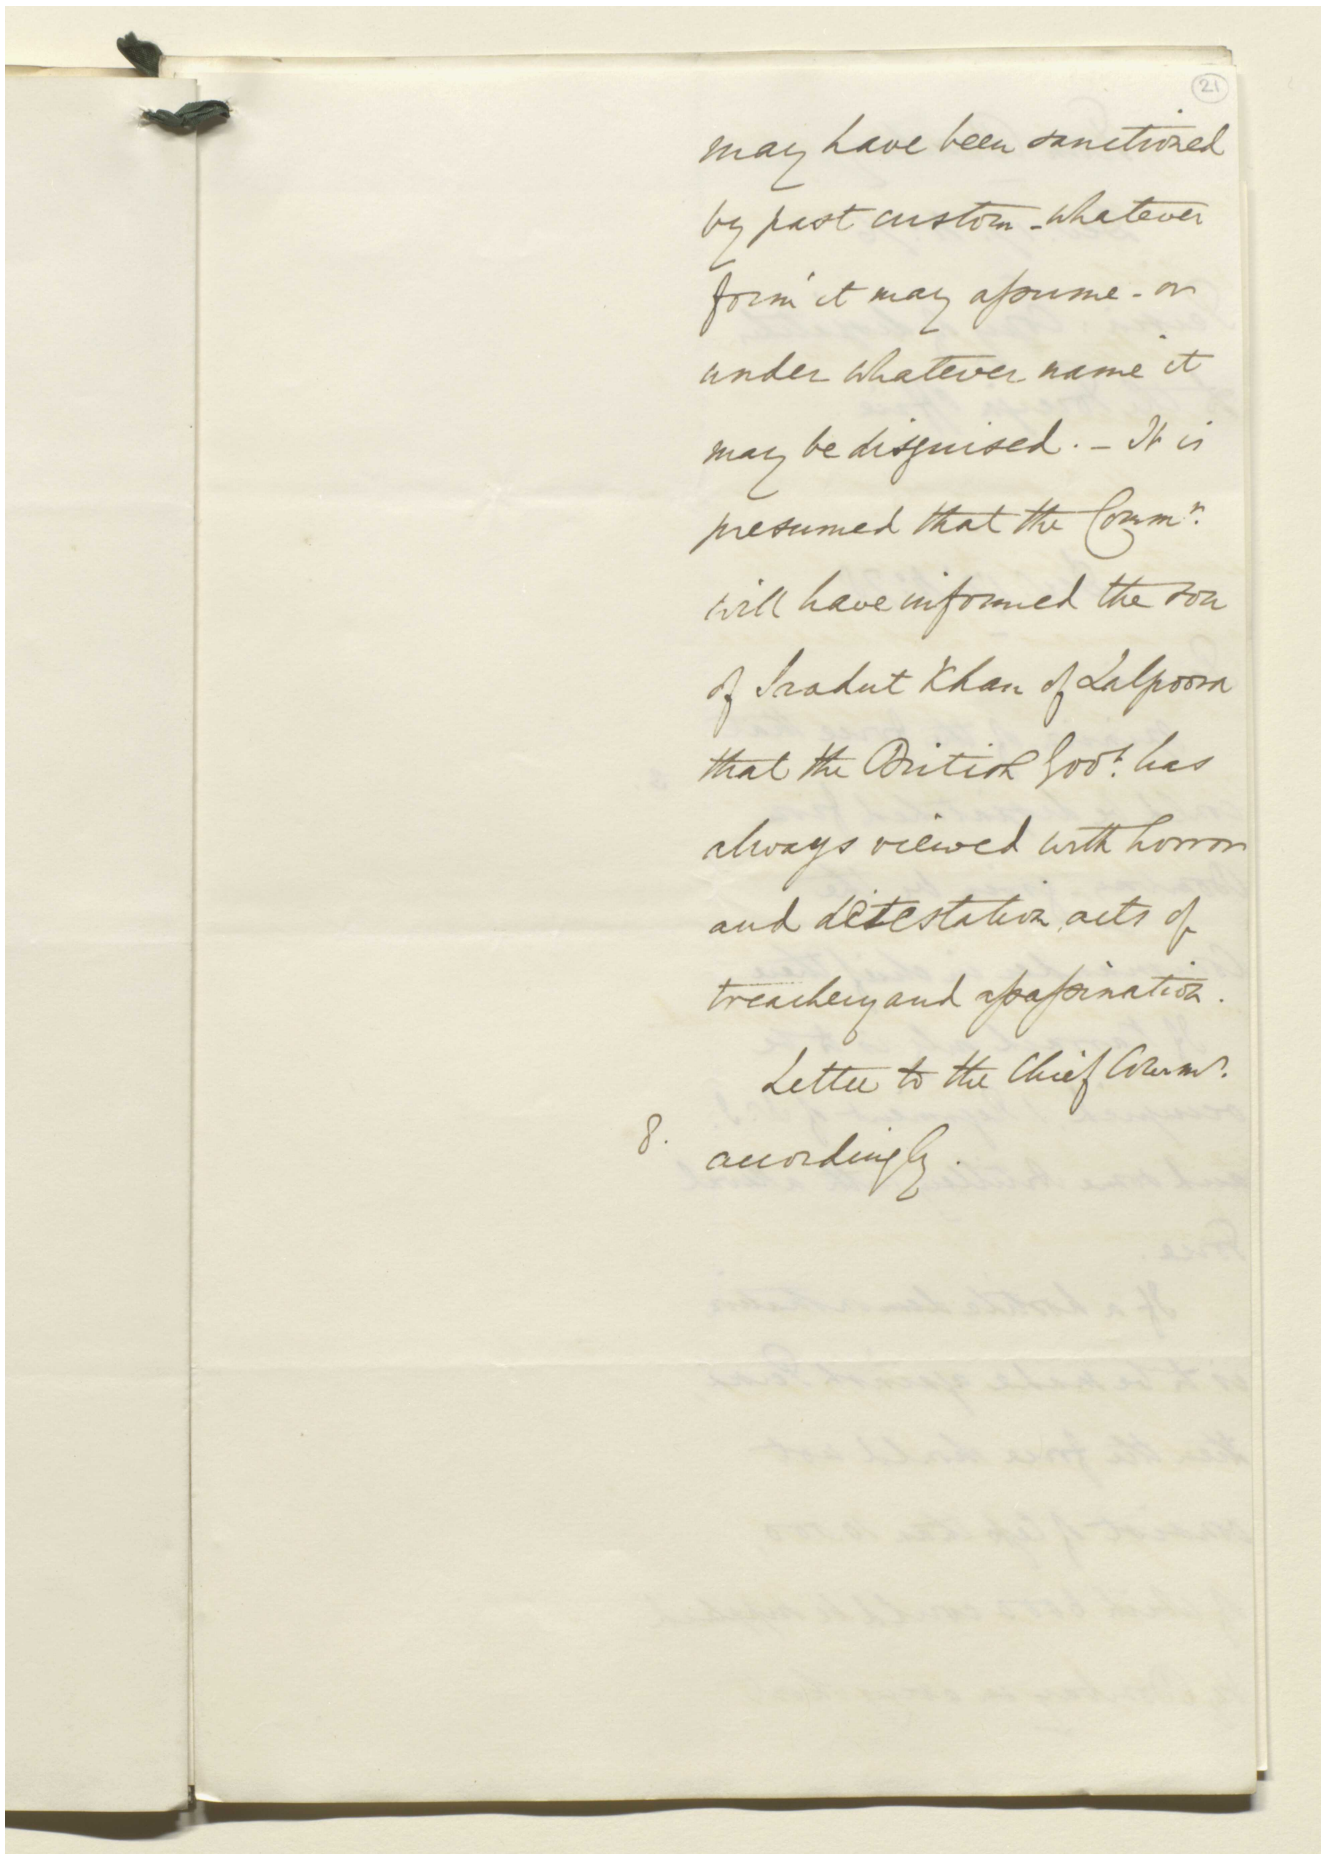 21
may have been sanctioned
by past custom - whatever
form it may assume - or
under whatever name it
may be disguised. - It is
presumed that the Commr.
will have informed the son
of Iradut Khan of Lalpoora
that the British Govt. has
always viewed with horror
and detestation acts of
treachery and assassination.
Letter to the Chief Commr.
8. accordingly.